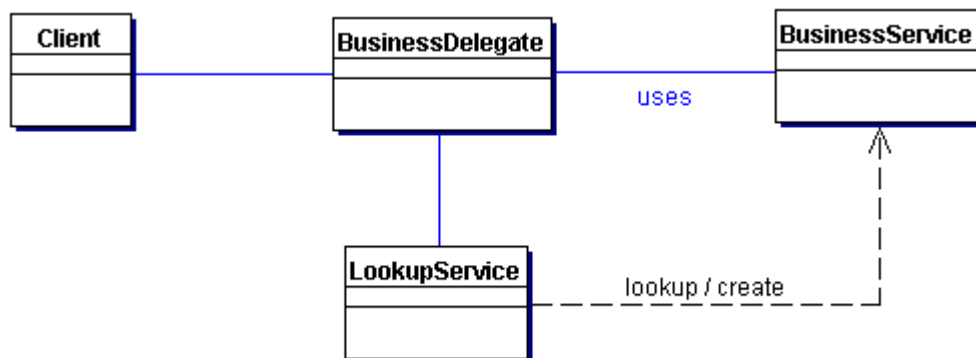 Client
BusinessDelegate
BusinessService
uses
LookupService
lookup / create